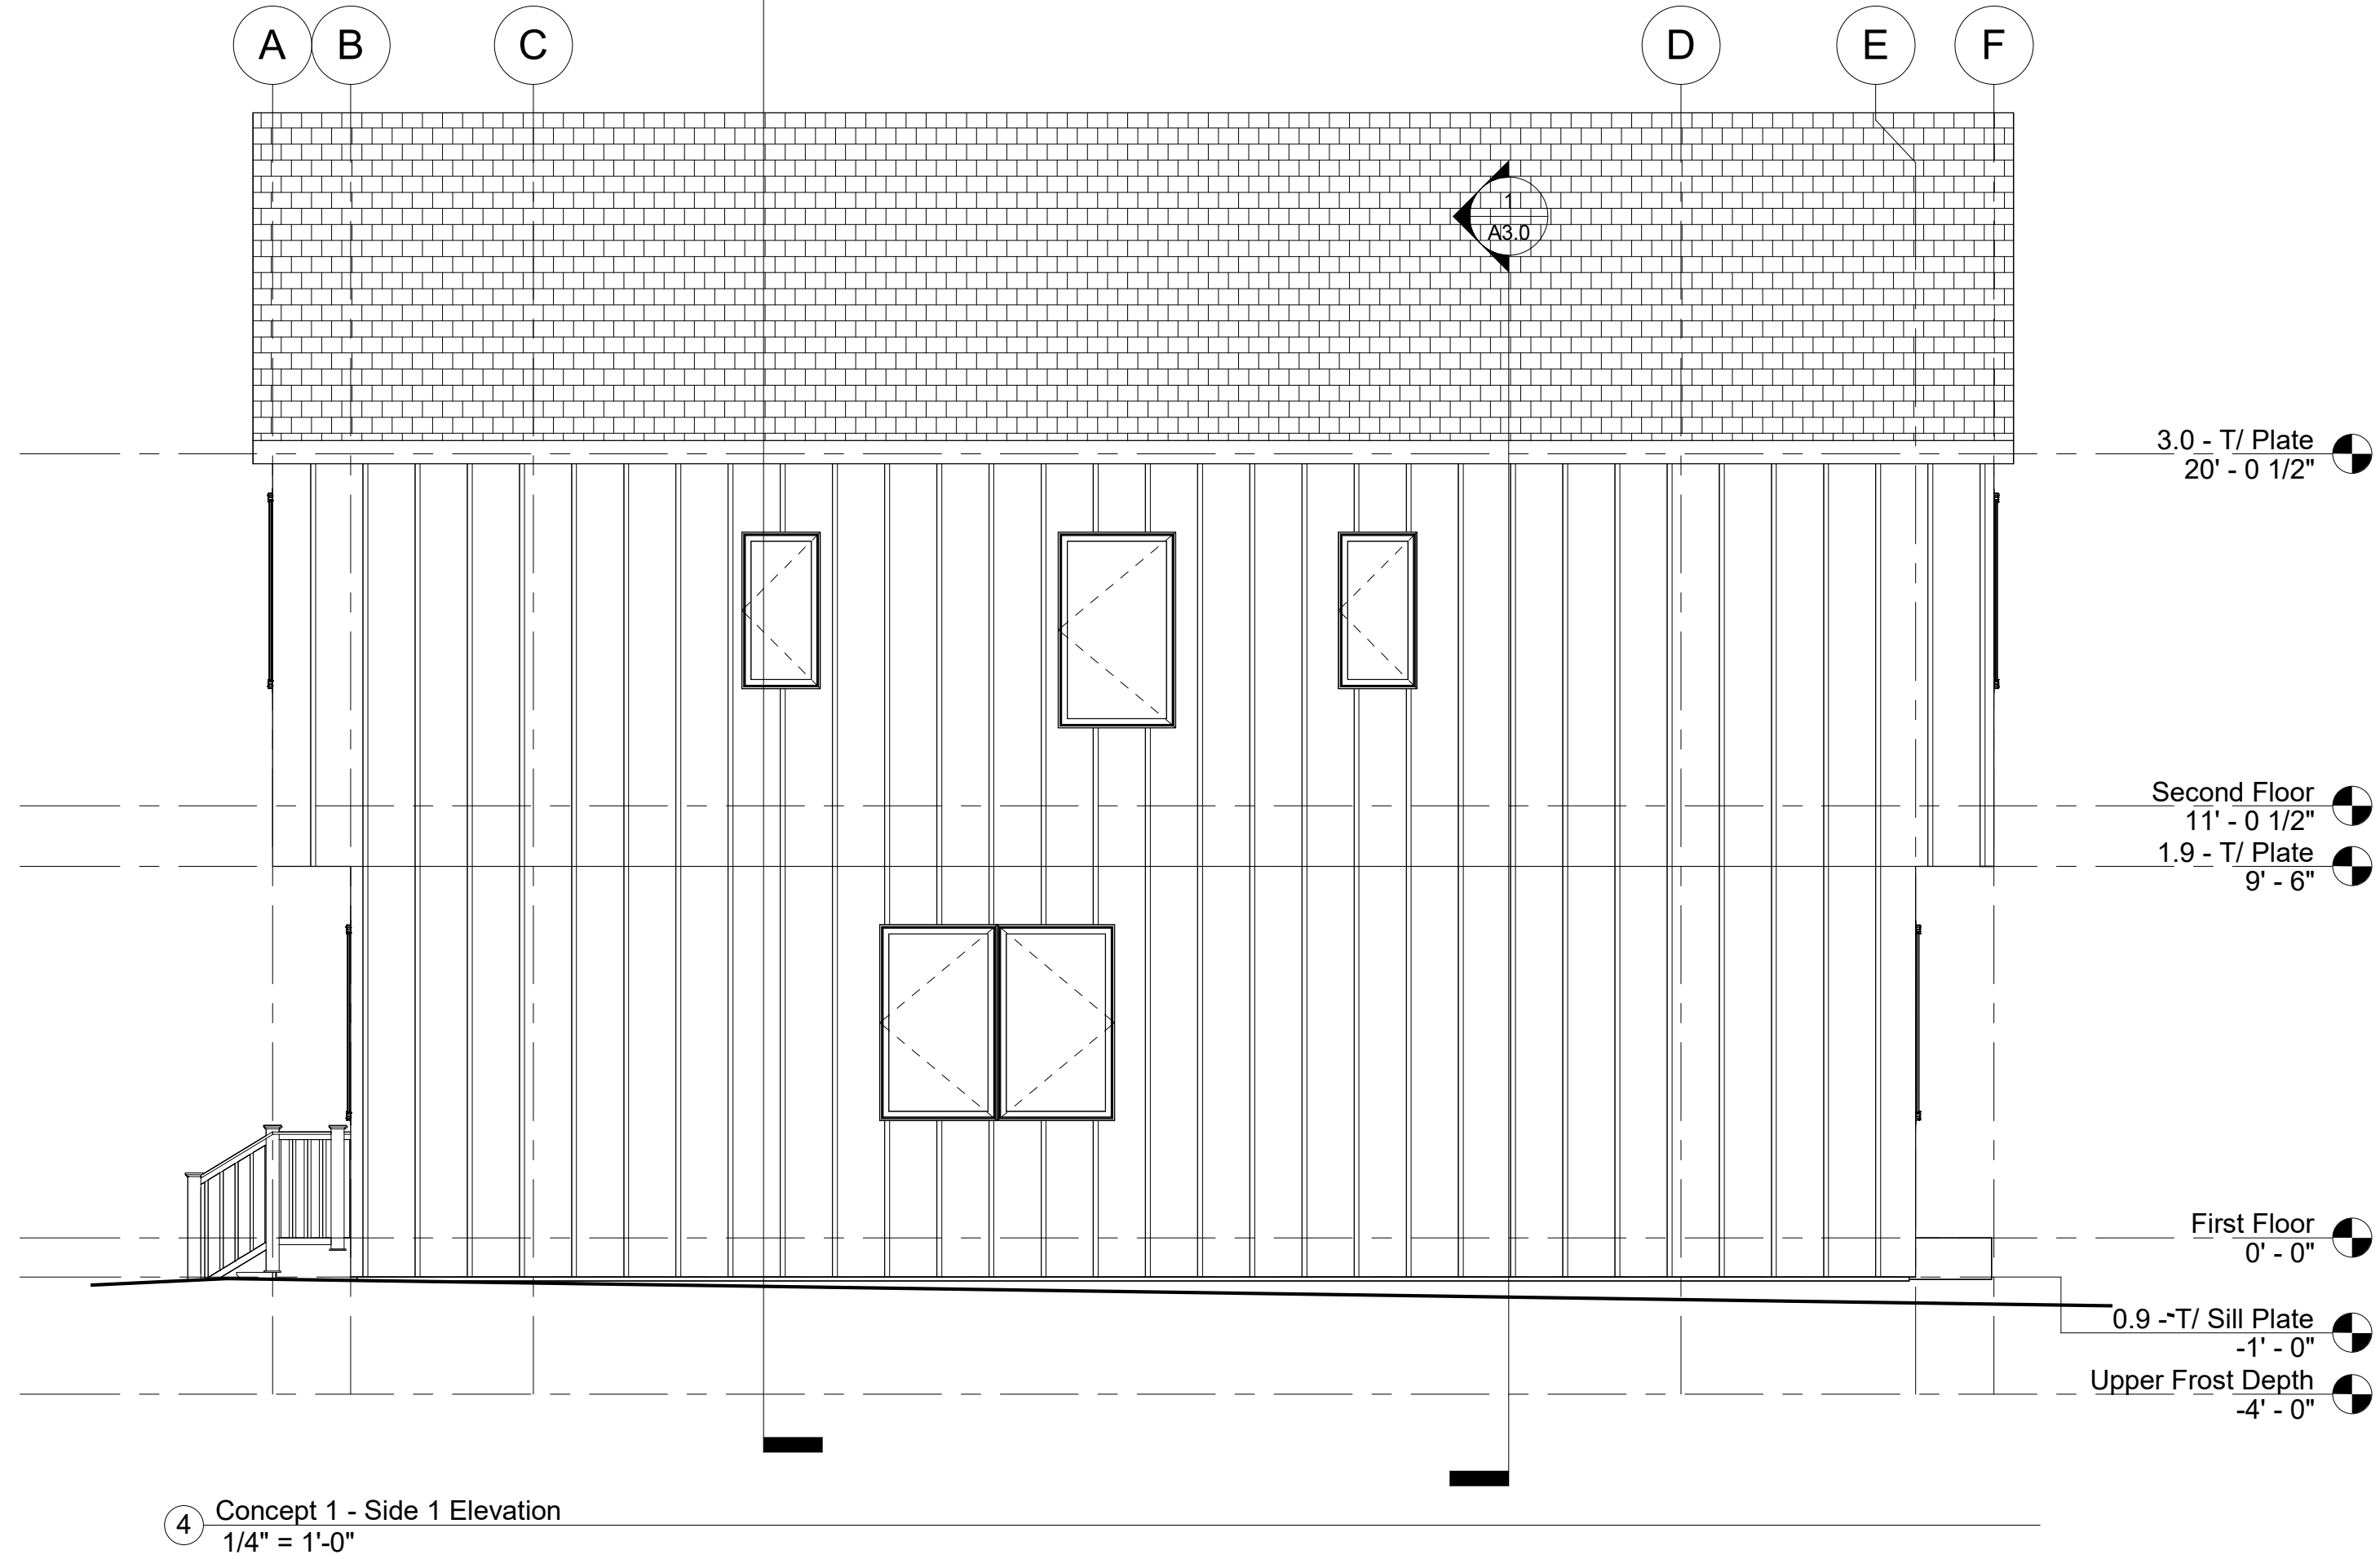 A B C D E F
1
A3.0
3.0 - T/ Plate
20' - 0 1/2"
Second Floor
11' - 0 1/2"
1.9 - T/ Plate
9' - 6"
First Floor
0' - 0"
0.9 - T/ Sill Plate
-1' - 0"
Upper Frost Depth
-4' - 0"
4 Concept 1 - Side 1 Elevation
1/4" = 1'-0"